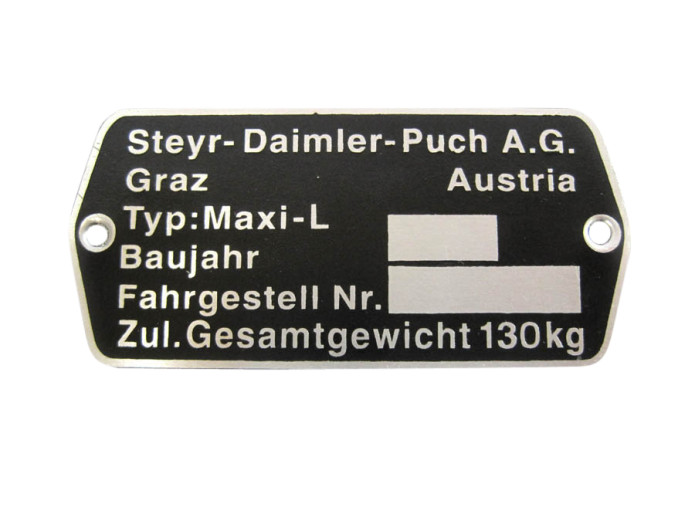 Steyr-Daimler-Puch A.G.
Graz Austria
Typ:Maxi-L
Baujahr
Fahrgestell Nr.
Zul.Gesamtgewicht 130kg